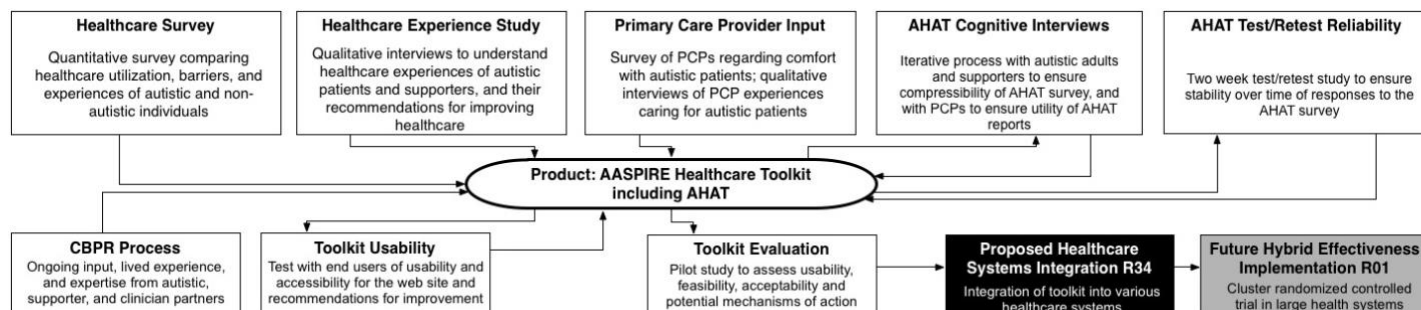 Healthcare Survey
Quantitative survey comparing
healthcare utilization, barriers, and
experiences of autistic and non-
autistic individuals
Healthcare Experience Study
Qualitative interviews to understand
healthcare experiences of autistic
patients and supporters, and their
recommendations for improving
healthcare
Primary Care Provider Input
Survey of PCPs regarding comfort
with autistic patients; qualitative
interviews of PCP experiences
caring for autistic patients
AHAT Cognitive Interviews
Iterative process with autistic adults
and supporters to ensure
compressibility of AHAT survey, and
with PCPs to ensure utility of AHAT
reports
AHAT Test/Retest Reliability
Two week test/retest study to ensure
stability over time of responses to the
AHAT survey
Product: AASPIRE Healthcare Toolkit
including AHAT
CBPR Process
Ongoing input, lived experience,
and expertise from autistic,
supporter, and clinician partners
Toolkit Usability
Test with end users of usability and
accessibility for the web site and
recommendations for improvement
Toolkit Evaluation
Pilot study to assess usability,
feasibility, acceptability and
potential mechanisms of action
Proposed Healthcare
Systems Integration R34
Integration of toolkit into various
healthcare systems
Future Hybrid Effectiveness
Implementation R01
Cluster randomized controlled
trial in large health systems